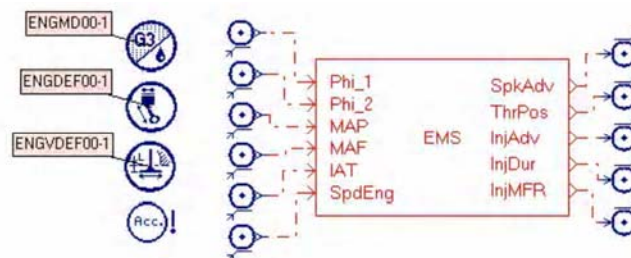 ENGMD00-1
G3
ENGDEF00-1
ENGVDEF00-1
Acc. !
Phi_1
Phi_2
MAP
MAF
IAT
SpdEng
EMS
SpkAdv
ThrPos
InjAdv
InjDur
InjMFR